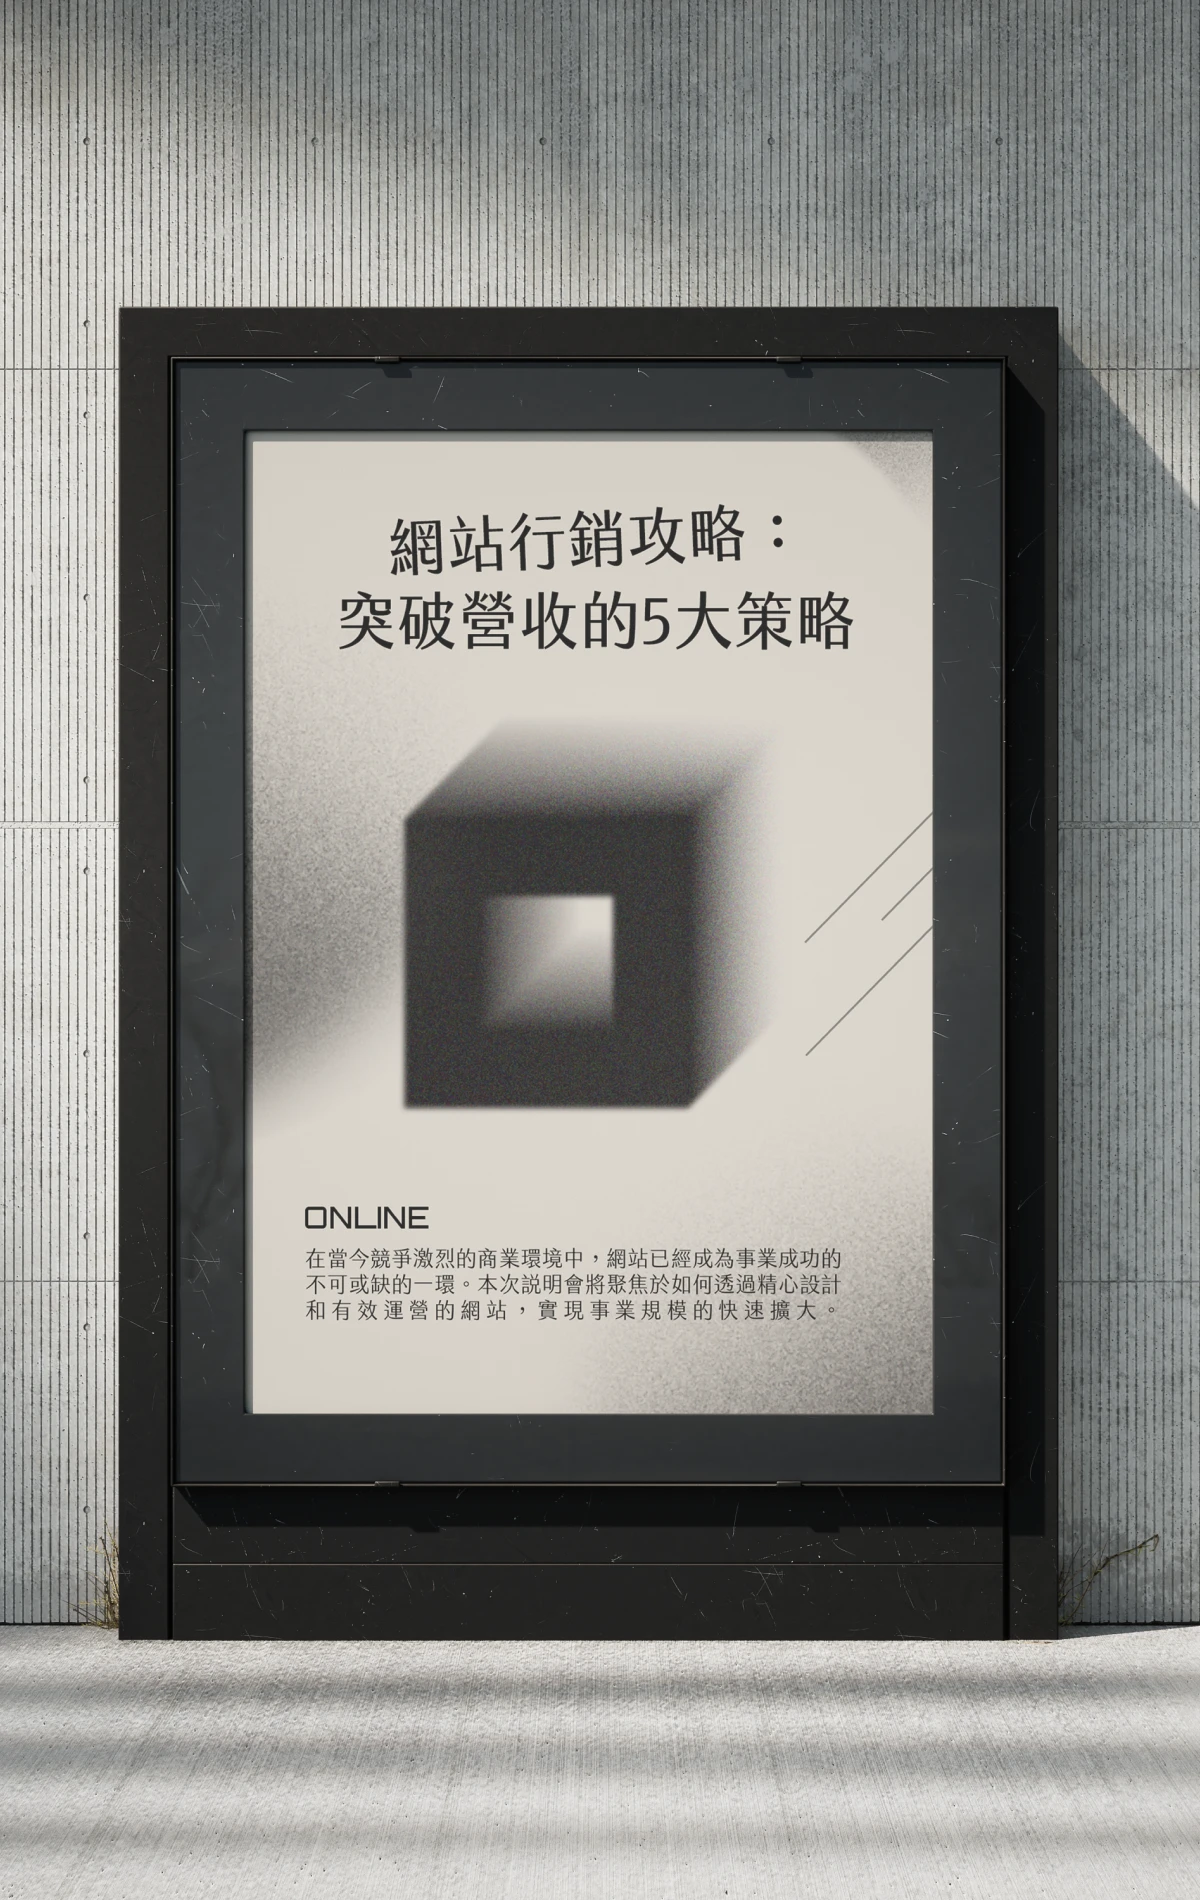 網站行銷攻略：
突破營收的5大策略
ONLINE
在當今競爭激烈的商業環境中，網站已經成為事業成功的
不可或缺的一環。本次説明會將聚焦於如何透過精心設計
和有效運營的網站，實現事業規模的快速擴大。